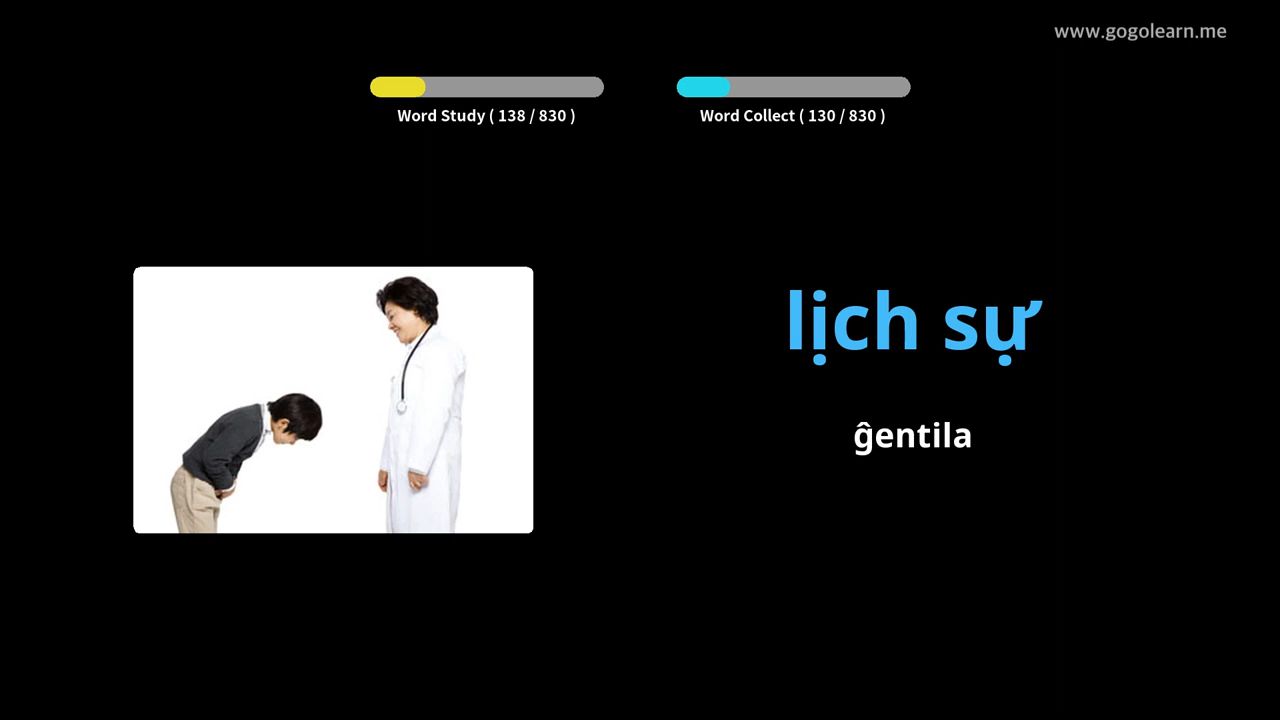 www.gogolearn.me
Word Study ( 138 / 830 )
Word Collect ( 130 / 830 )
lịch sự
ĝentila